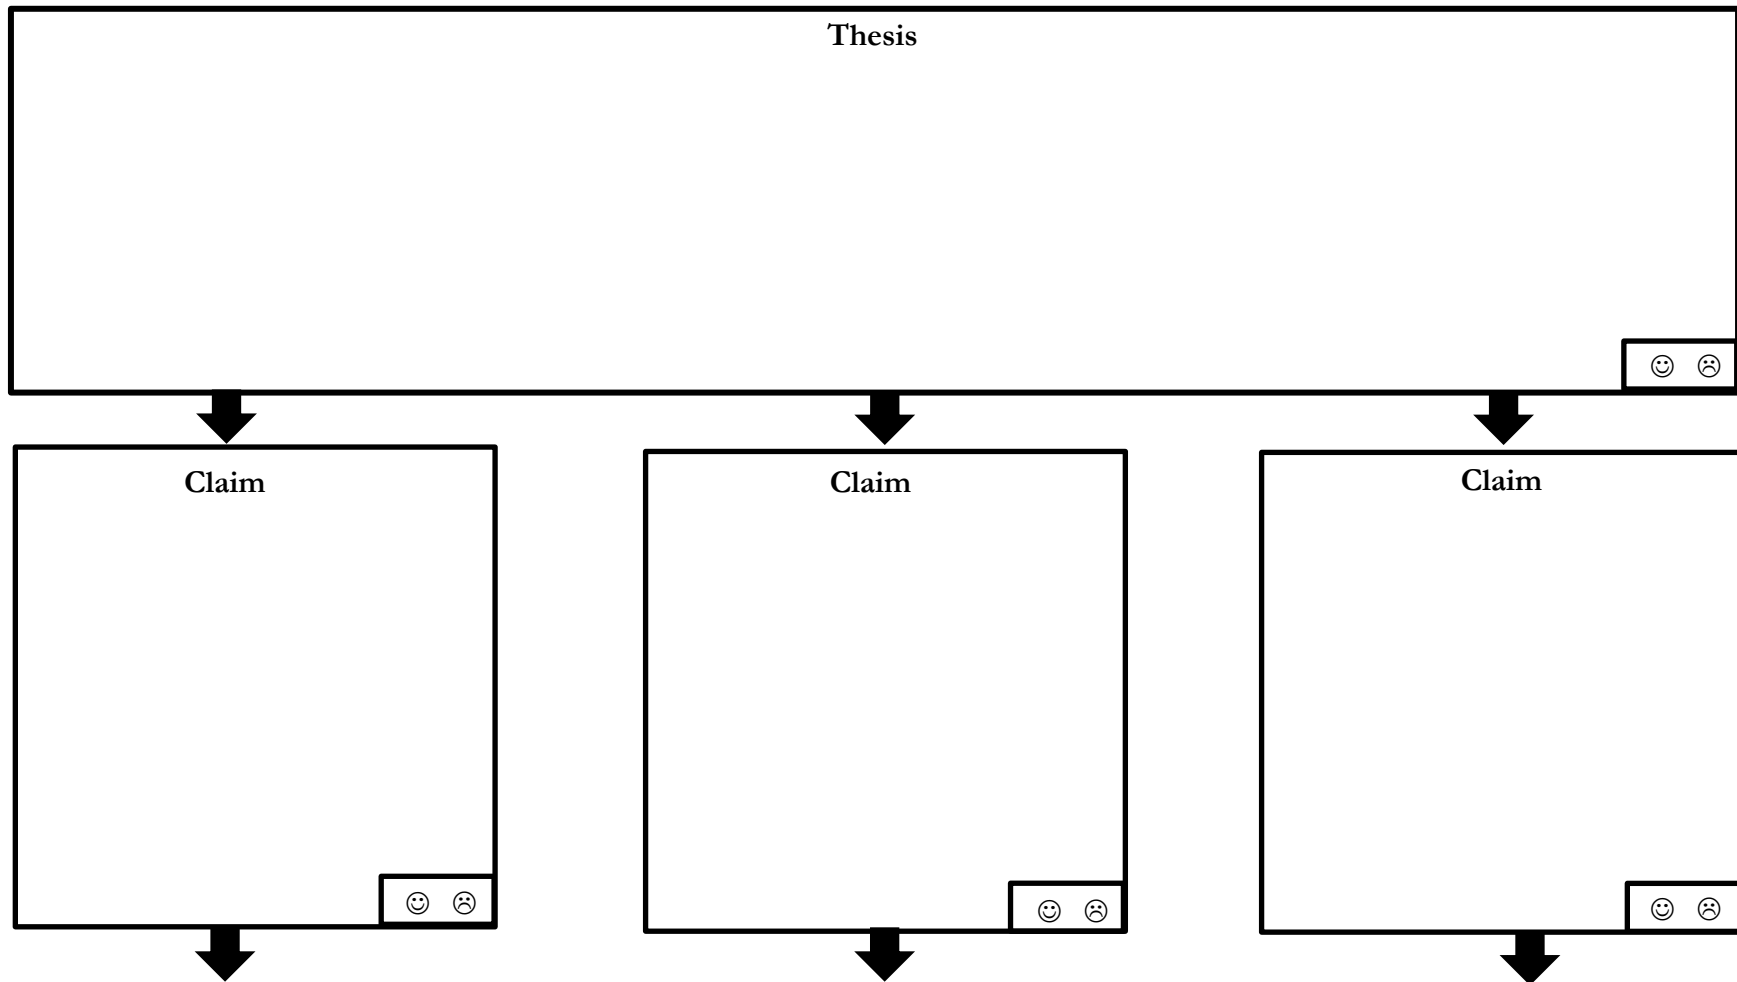 Thesis
☺ ☹
Claim Claim Claim
☺ ☹ ☺ ☹ ☺ ☹